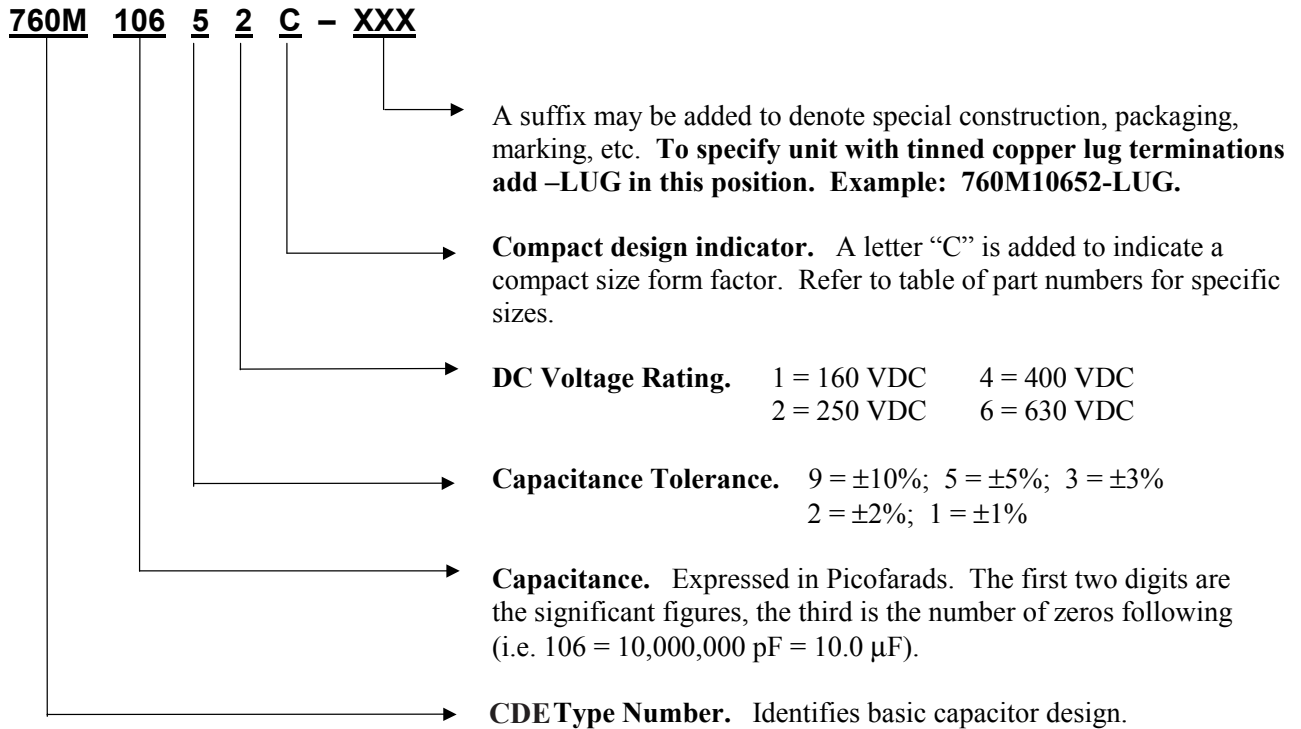 760M 106 5 2 C – XXX
A suffix may be added to denote special construction, packaging,
marking, etc. To specify unit with tinned copper lug terminations
add –LUG in this position. Example: 760M10652-LUG.
Compact design indicator. A letter “C” is added to indicate a
compact size form factor. Refer to table of part numbers for specific
sizes.
DC Voltage Rating. 1 = 160 VDC 4 = 400 VDC
2 = 250 VDC 6 = 630 VDC
Capacitance Tolerance. 9 = ±10%; 5 = ±5%; 3 = ±3%
2 = ±2%; 1 = ±1%
Capacitance. Expressed in Picofarads. The first two digits are
the significant figures, the third is the number of zeros following
(i.e. 106 = 10,000,000 pF = 10.0 μF).
CDE Type Number. Identifies basic capacitor design.